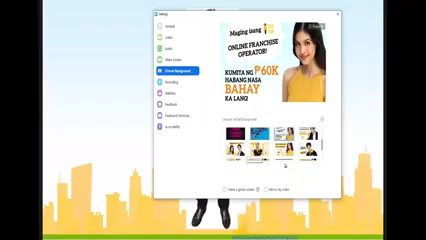 Settings
General
Video
Audio
Share Screen
Virtual Background
Recording
Statistics
Feedback
Keyboard Shortcuts
Accessibility
Maging isang
ONLINE FRANCHISE
OPERATOR!
KUMITA NG ₱60K
HABANG NASA
BAHAY
KA LANG!
Choose Virtual Background
I have a green screen
Mirror my video